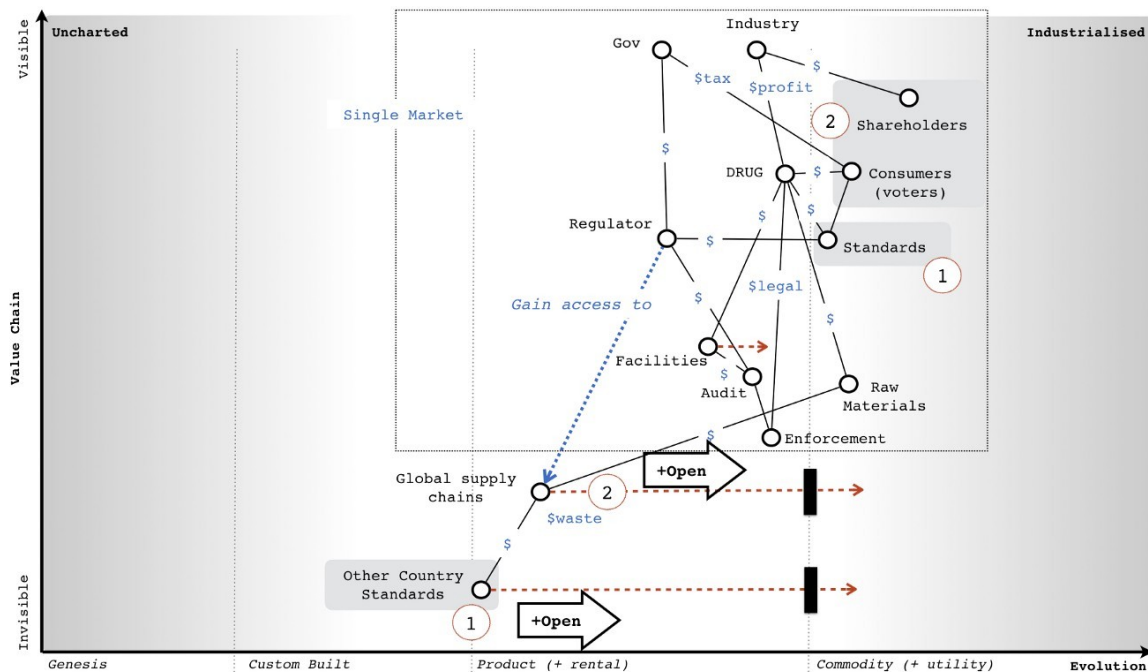 Uncharted
Industrialised
Industry
Gov
$
$tax
$profit
Single Market
2
Shareholders
$
DRUG
$
Consumers
(voters)
Regulator
$
$
$
Standards
1
$legal
Gain access to
$
$
Facilities
$
Audit
Raw
Materials
$
Enforcement
+Open
Global supply
chains
2
$waste
$
Other Country
Standards
1
+Open
Visible
Value Chain
Invisible
Genesis
Custom Built
Product (+ rental)
Commodity (+ utility)
Evolution